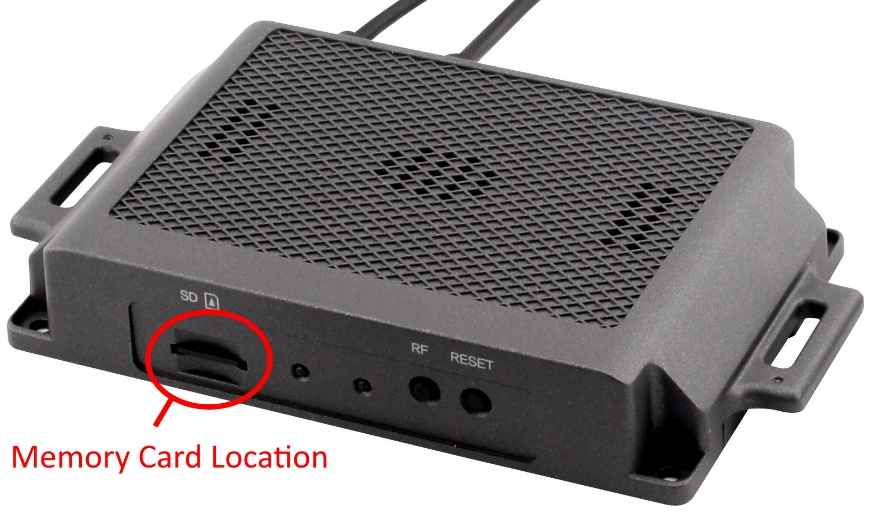 SD
RF RESET
Memory Card Location